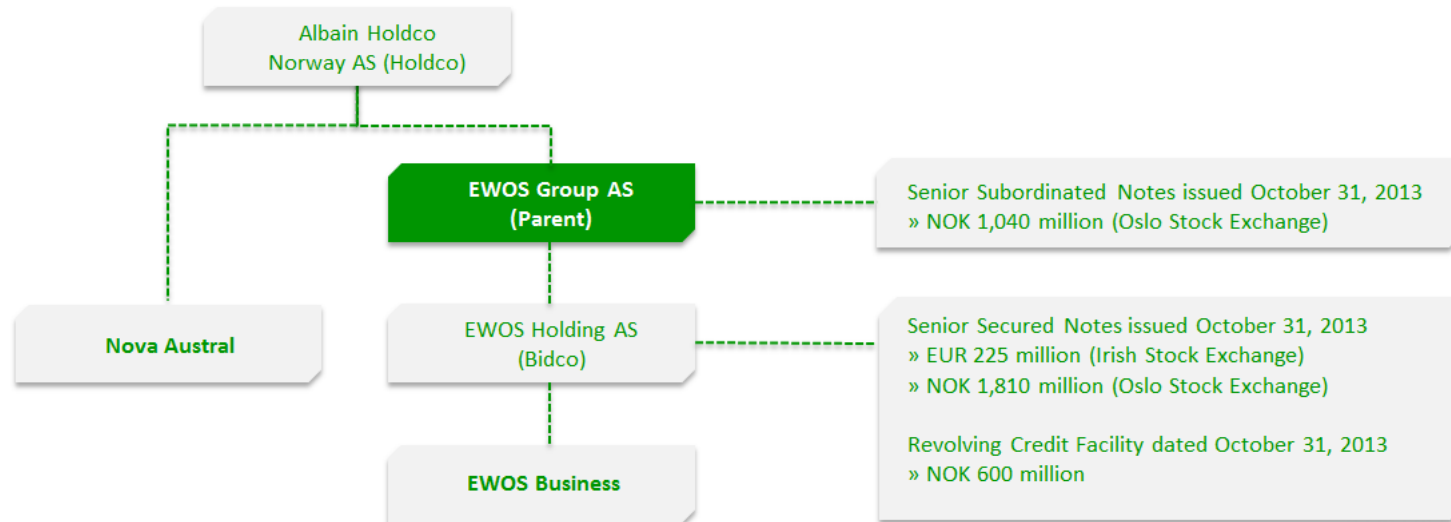 Albain Holdco
Norway AS (Holdco)
EWOS Group AS
(Parent)
Senior Subordinated Notes issued October 31, 2013
» NOK 1,040 million (Oslo Stock Exchange)
Nova Austral
EWOS Holding AS
(Bidco)
Senior Secured Notes issued October 31, 2013
» EUR 225 million (Irish Stock Exchange)
» NOK 1,810 million (Oslo Stock Exchange)
Revolving Credit Facility dated October 31, 2013
» NOK 600 million
EWOS Business